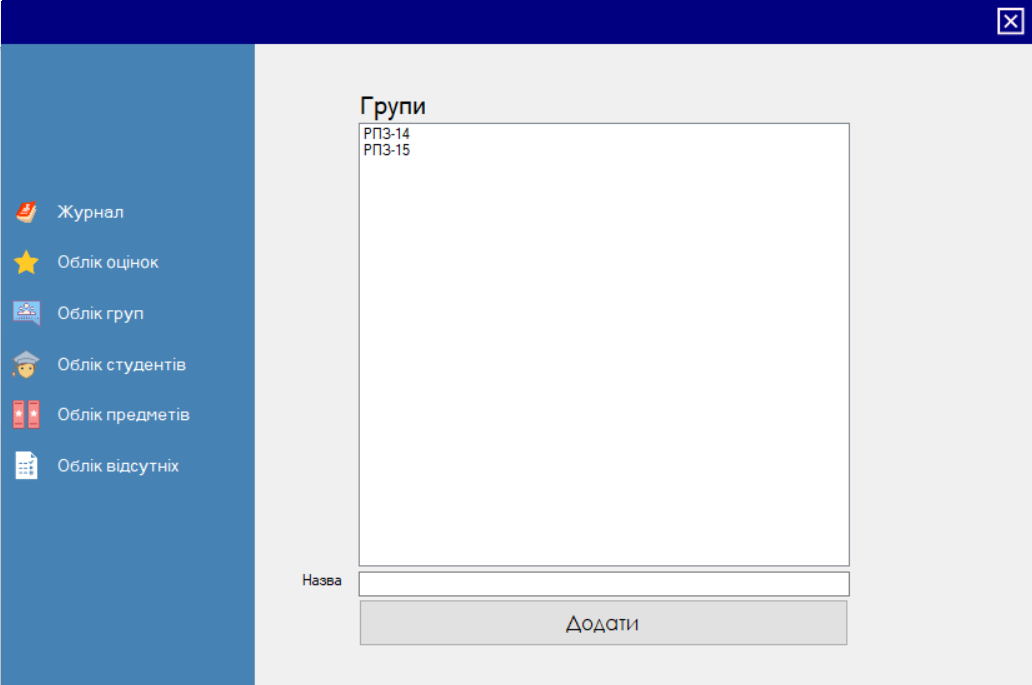 Журнал
Облік оцінок
Облік груп
Облік студентів
Облік предметів
Облік відсутніх
Групи
РПЗ-14
РПЗ-15
Назва
Додати